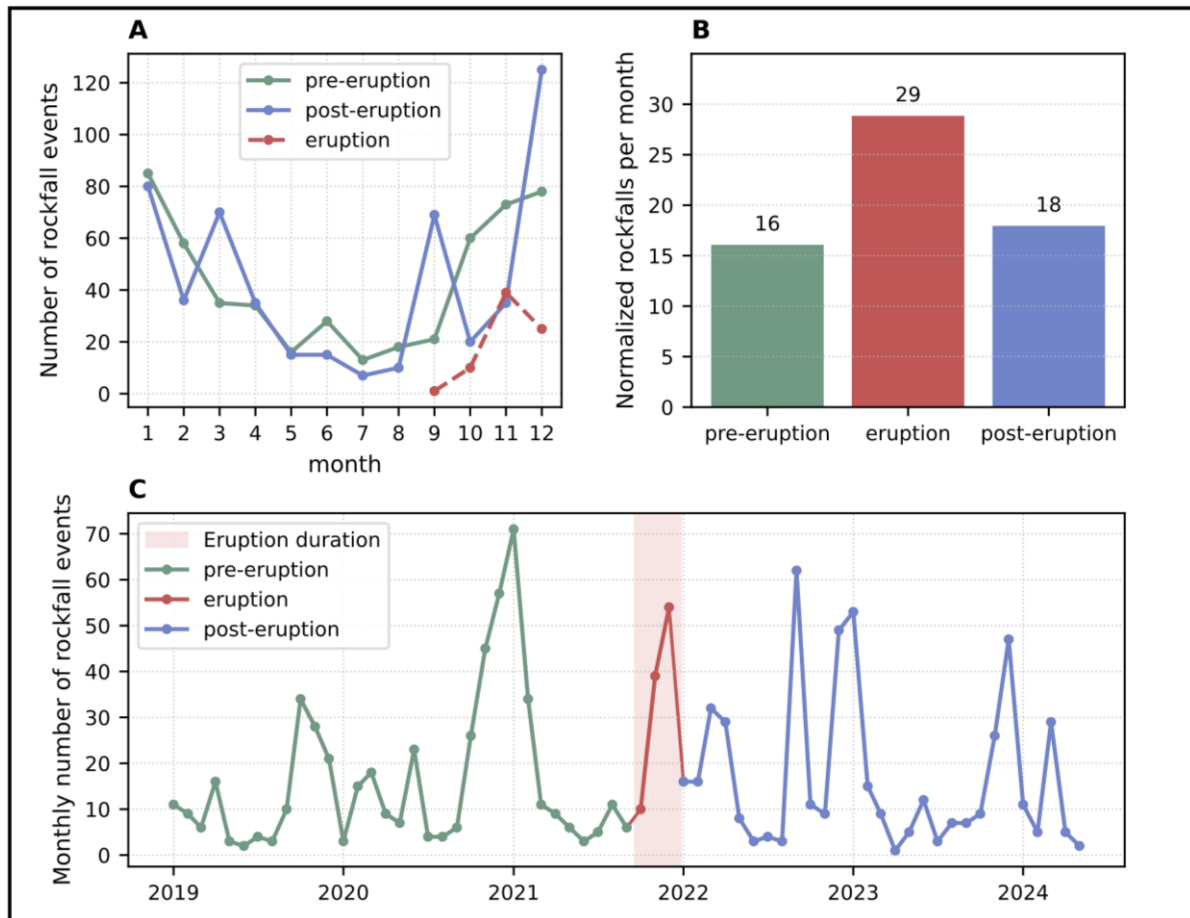 A
Number of rockfall events
120
100
80
60
40
20
0
pre-eruption
post-eruption
eruption
1 2 3 4 5 6 7 8 9 10 11 12
month
B
Normalized rockfalls per month
30
25
20
15
10
5
0
16
29
18
pre-eruption eruption post-eruption
C
Monthly number of rockfall events
70
60
50
40
30
20
10
0
Eruption duration
pre-eruption
eruption
post-eruption
2019 2020 2021 2022 2023 2024